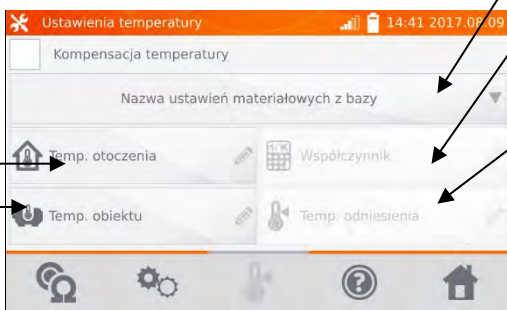 Ustawienia temperatury 14:41 2017.08.09
Kompensacja temperatury
Nazwa ustawień materiałowych z bazy
Temp. otoczenia 1/°K Współczynnik
Temp. obiektu Temp. odniesienia